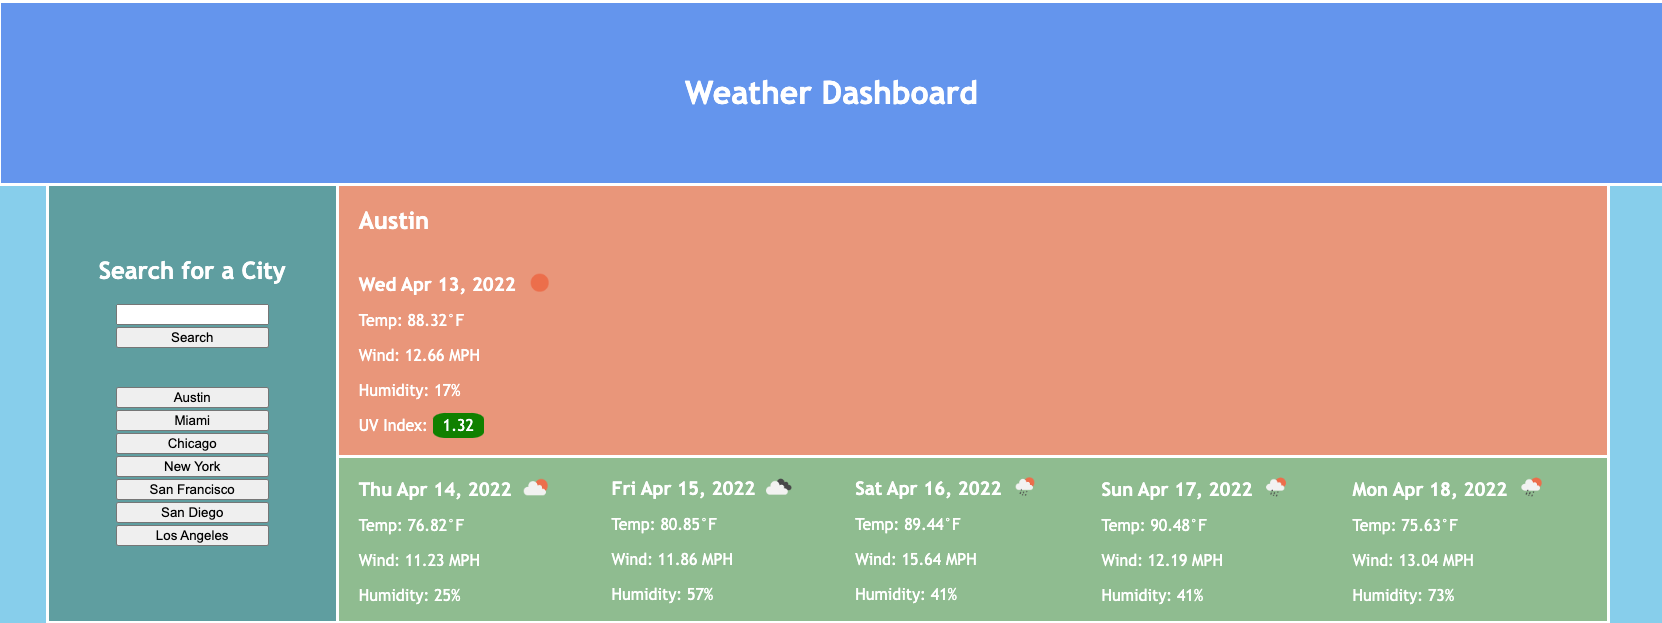 Weather Dashboard
Search for a City
Search
Austin
Miami
Chicago
New York
San Francisco
San Diego
Los Angeles
Austin
Wed Apr 13, 2022
Temp: 88.32°F
Wind: 12.66 MPH
Humidity: 17%
UV Index: 1.32
Thu Apr 14, 2022
Temp: 76.82°F
Wind: 11.23 MPH
Humidity: 25%
Fri Apr 15, 2022
Temp: 80.85°F
Wind: 11.86 MPH
Humidity: 57%
Sat Apr 16, 2022
Temp: 89.44°F
Wind: 15.64 MPH
Humidity: 41%
Sun Apr 17, 2022
Temp: 90.48°F
Wind: 12.19 MPH
Humidity: 41%
Mon Apr 18, 2022
Temp: 75.63°F
Wind: 13.04 MPH
Humidity: 73%